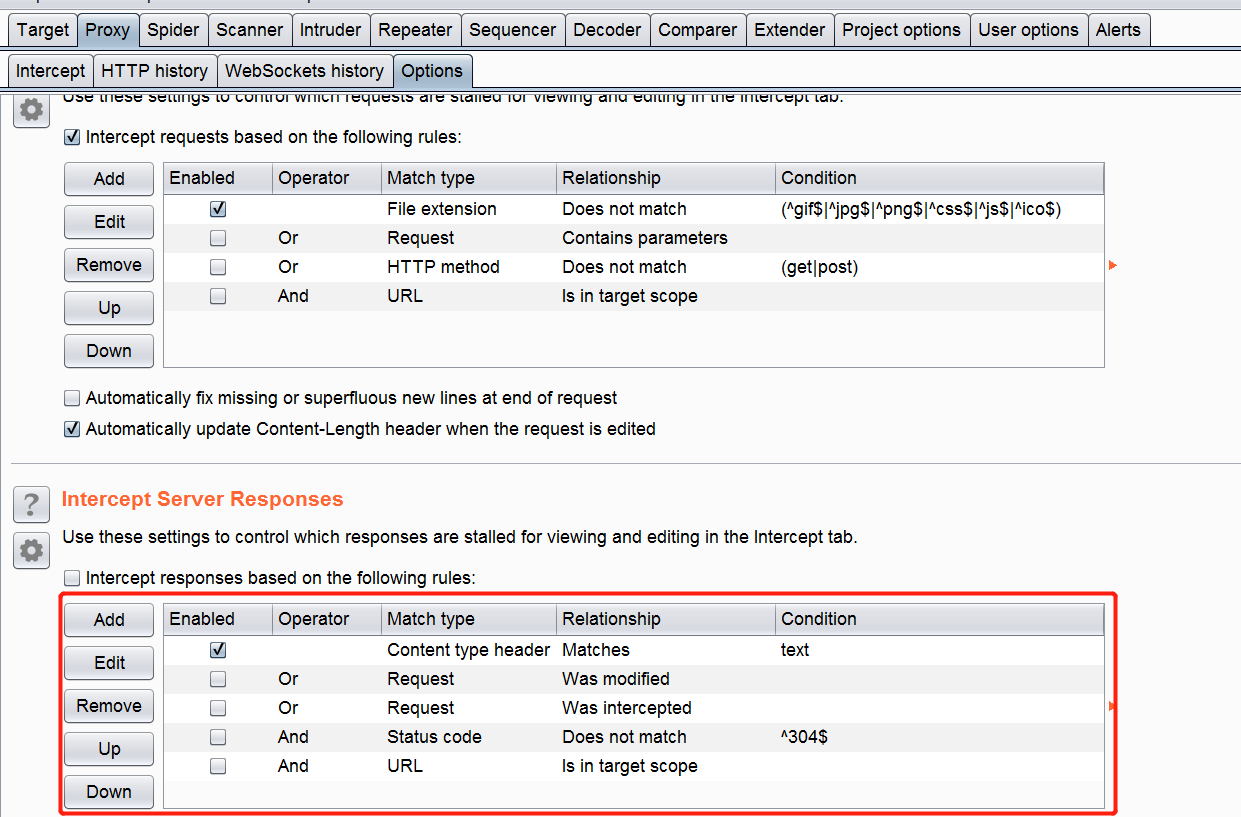 Target Proxy Spider Scanner Intruder Repeater Sequencer Decoder Comparer Extender Project options User options Alerts
Intercept HTTP history WebSockets history Options
Use these settings to control which requests are stalled for viewing and editing in the Intercept tab.
Intercept requests based on the following rules:
Add
Edit
Remove
Up
Down
Enabled Operator Match type Relationship Condition
File extension Does not match (^gif$|^jpg$|^png$|^css$|^js$|^ico$)
Or Request Contains parameters
Or HTTP method Does not match (get|post)
And URL Is in target scope
Automatically fix missing or superfluous new lines at end of request
Automatically update Content-Length header when the request is edited
?
Intercept Server Responses
Use these settings to control which responses are stalled for viewing and editing in the Intercept tab.
Intercept responses based on the following rules:
Add
Edit
Remove
Up
Down
Enabled Operator Match type Relationship Condition
Content type header Matches text
Or Request Was modified
Or Request Was intercepted
And Status code Does not match ^304$
And URL Is in target scope